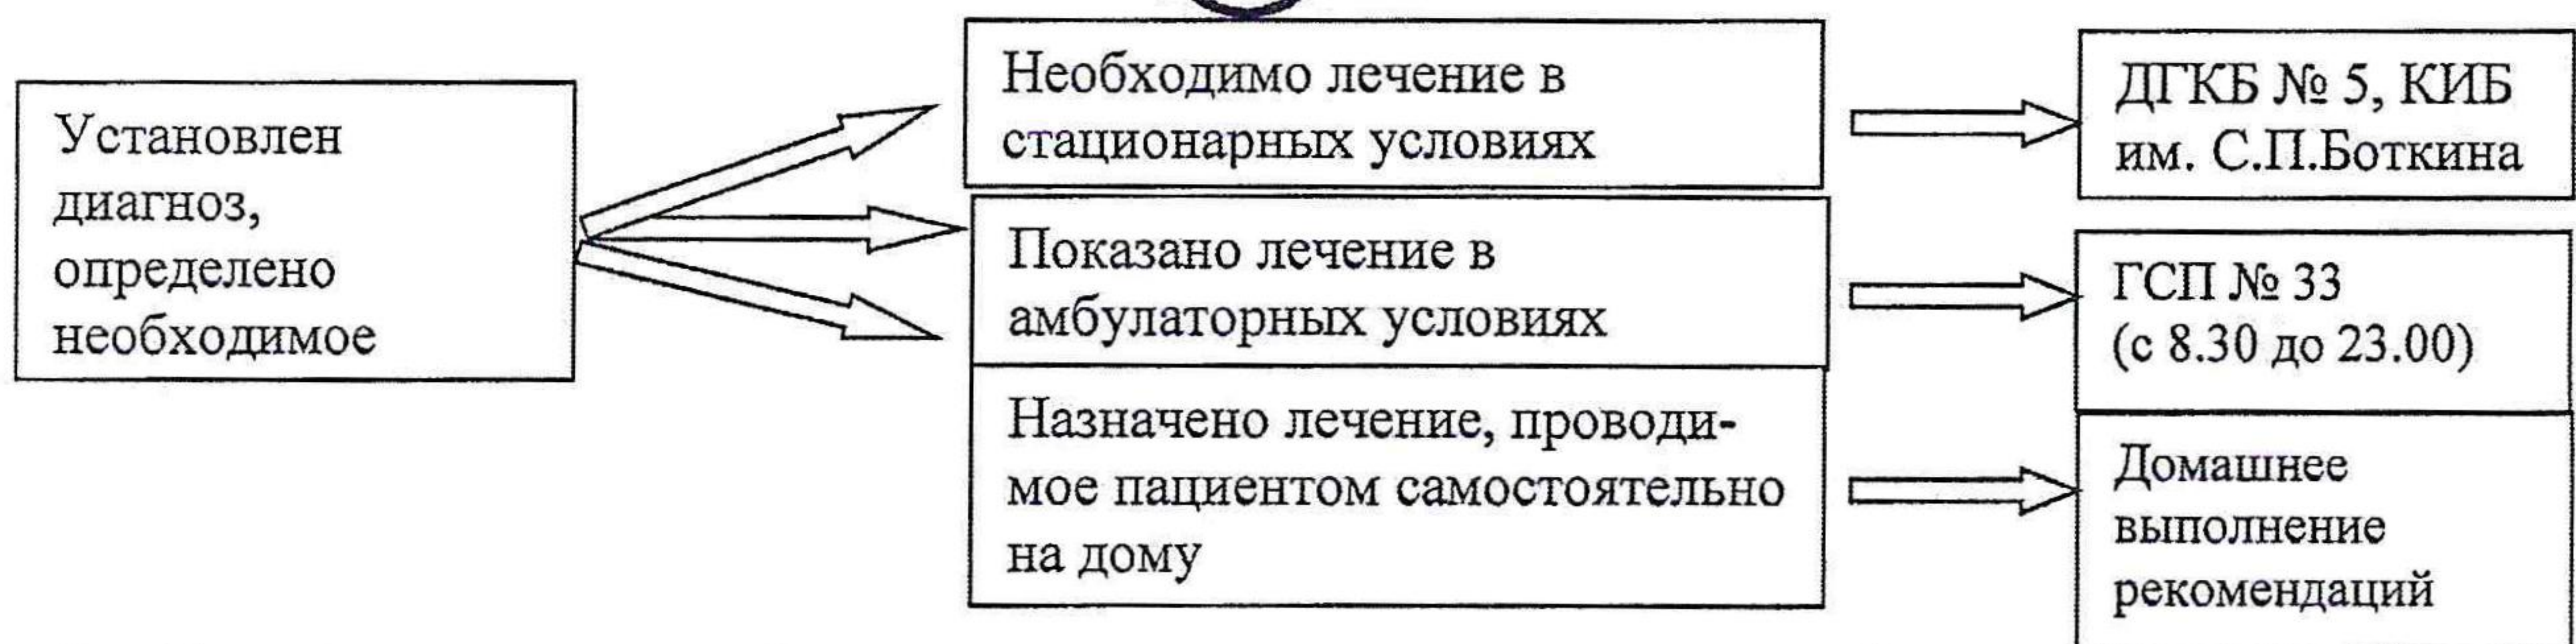 Установлен
диагноз,
определено
необходимое
Необходимо лечение в
стационарных условиях
ДГКБ № 5, КИБ
им. С.П.Боткина
Показано лечение в
амбулаторных условиях
ГСП № 33
(с 8.30 до 23.00)
Назначено лечение, проводи-
мое пациентом самостоятельно
на дому
Домашнее
выполнение
рекомендаций